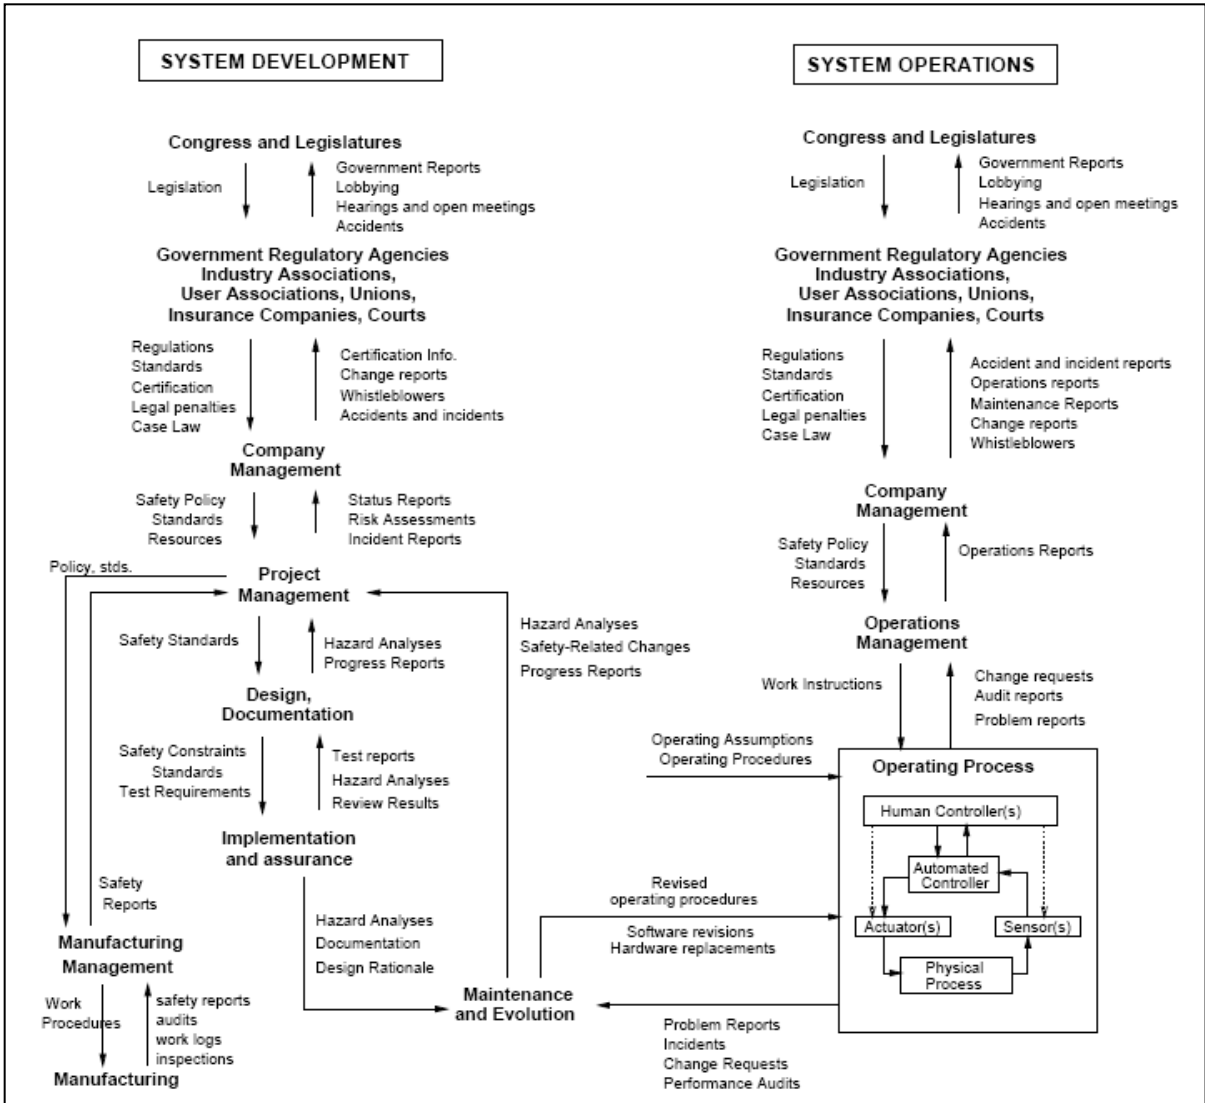 SYSTEM DEVELOPMENT
Congress and Legislatures
Legislation
Government Reports
Lobbying
Hearings and open meetings
Accidents
Government Regulatory Agencies
Industry Associations,
User Associations, Unions,
Insurance Companies, Courts
Regulations
Standards
Certification
Legal penalties
Case Law
Certification Info.
Change reports
Whistleblowers
Accidents and incidents
Company
Management
Safety Policy
Standards
Resources
Status Reports
Risk Assessments
Incident Reports
Policy, stds.
Project
Management
Safety Standards
Hazard Analyses
Progress Reports
Hazard Analyses
Safety-Related Changes
Progress Reports
Design,
Documentation
Safety Constraints
Standards
Test Requirements
Test reports
Hazard Analyses
Review Results
Implementation
and assurance
Safety
Reports
Hazard Analyses
Documentation
Design Rationale
Manufacturing
Management
Work
Procedures
safety reports
audits
work logs
inspections
Manufacturing
Maintenance
and Evolution
SYSTEM OPERATIONS
Congress and Legislatures
Legislation
Government Reports
Lobbying
Hearings and open meetings
Accidents
Government Regulatory Agencies
Industry Associations,
User Associations, Unions,
Insurance Companies, Courts
Regulations
Standards
Certification
Legal penalties
Case Law
Accident and incident reports
Operations reports
Maintenance Reports
Change reports
Whistleblowers
Company
Management
Safety Policy
Standards
Resources
Operations Reports
Operations
Management
Work Instructions
Change requests
Audit reports
Problem reports
Operating Assumptions
Operating Procedures
Operating Process
Human Controller(s)
Automated
Controller
Actuator(s)
Sensor(s)
Physical
Process
Revised
operating procedures
Software revisions
Hardware replacements
Problem Reports
Incidents
Change Requests
Performance Audits